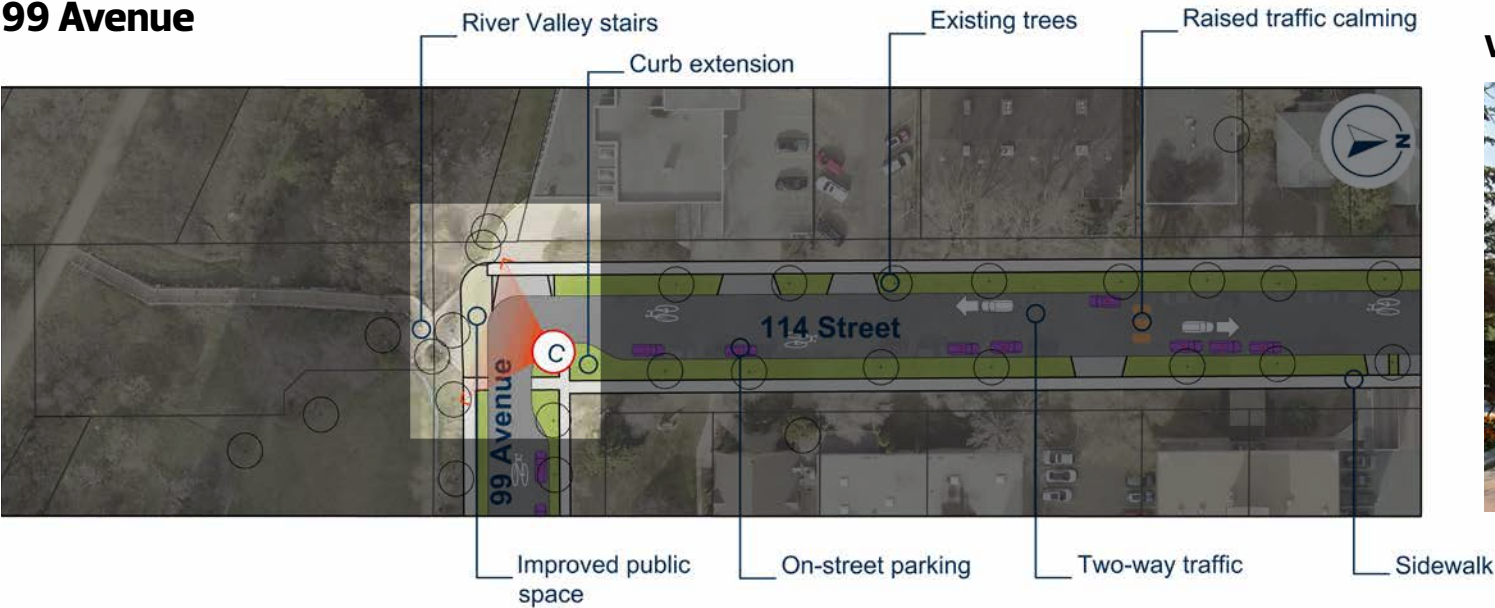 99 Avenue
River Valley stairs
Existing trees
Raised traffic calming
Curb extension
N
114 Street
C
99 Avenue
Improved public
space
On-street parking
Two-way traffic
Sidewalk